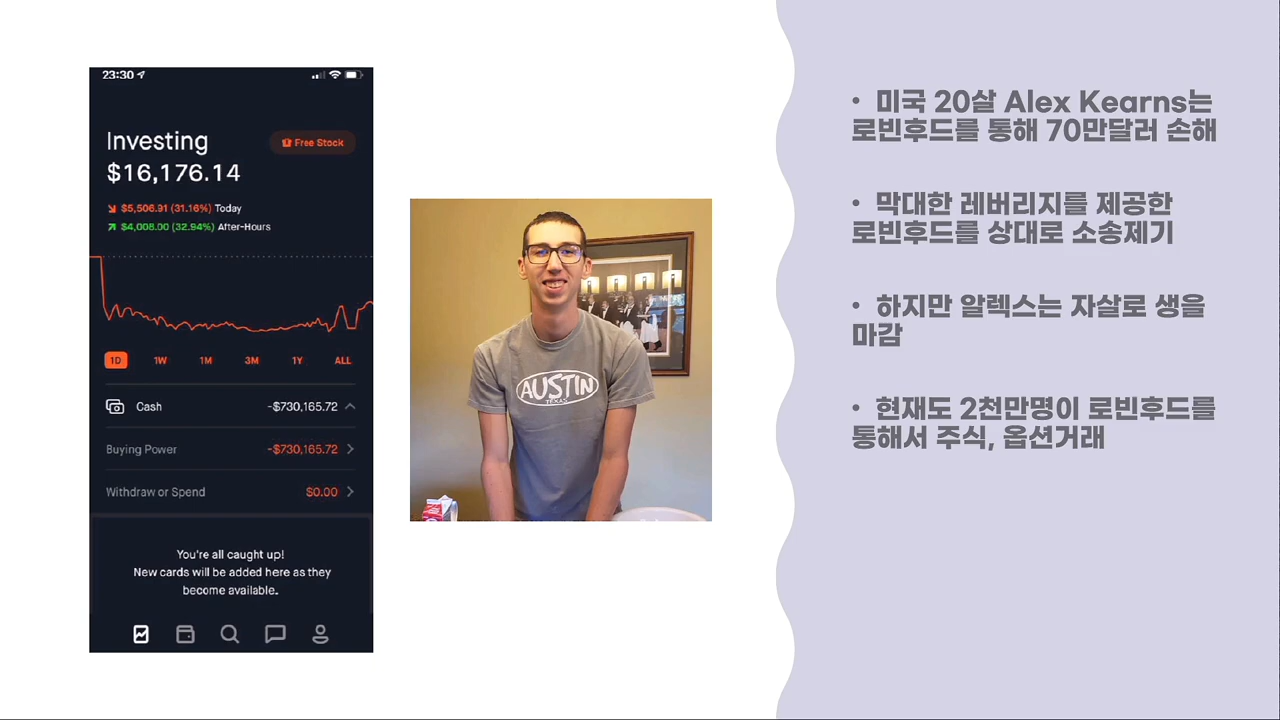 23:30
Investing
Free Stock
$16,176.14
$5,506.91 (31.16%) Today
$4,008.00 (32.94%) After-Hours
1D 1W 1M 3M 1Y ALL
Cash -$730,165.72
Buying Power -$730,165.72
Withdraw or Spend $0.00
You're all caught up!
New cards will be added here as they
become available.
AUSTIN
TEXAS
• 미국 20살 Alex Kearns는
로빈후드를 통해 70만달러 손해
• 막대한 레버리지를 제공한
로빈후드를 상대로 소송제기
• 하지만 알렉스는 자살로 생을
마감
• 현재도 2천만명이 로빈후드를
통해서 주식, 옵션거래